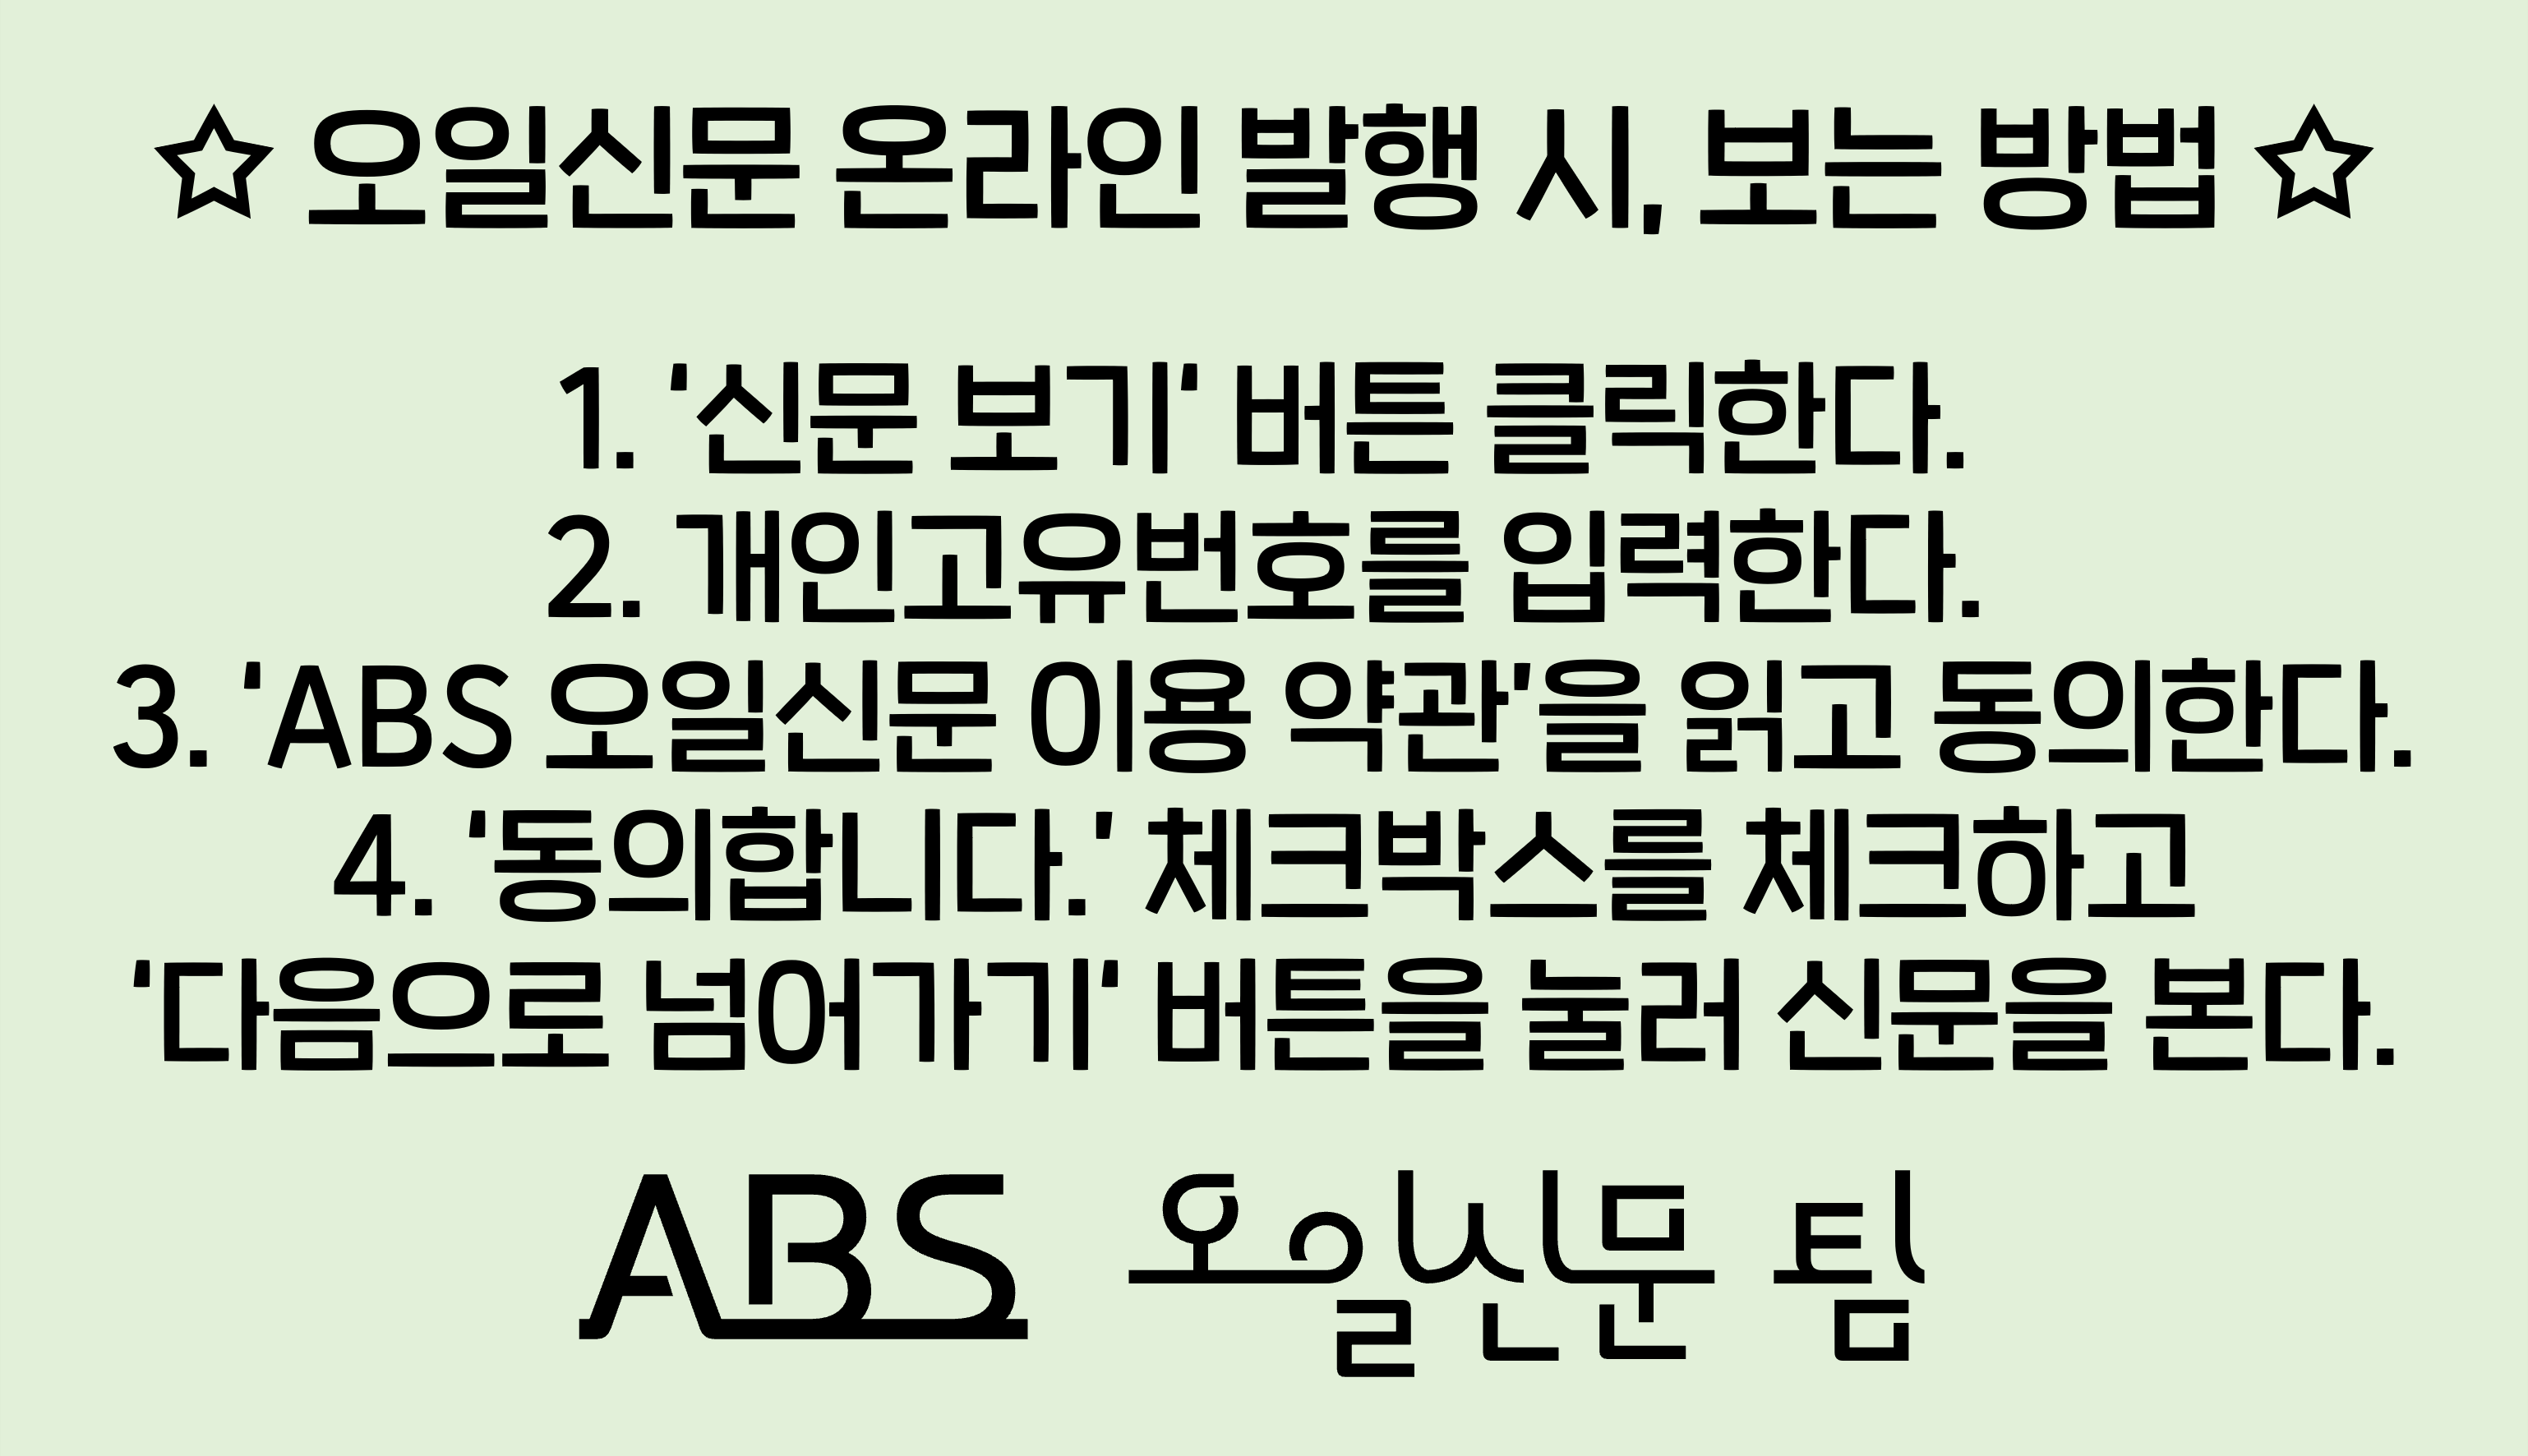 ☆ 오일신문 온라인 발행 시, 보는 방법 ☆
1. ‘신문 보기‘ 버튼 클릭한다.
2. 개인고유번호를 입력한다.
3. ‘ABS 오일신문 이용 약관’을 읽고 동의한다.
4. ‘동의합니다.’ 체크박스를 체크하고
‘다음으로 넘어가기‘ 버튼을 눌러 신문을 본다.
ABS 오일신문 팀